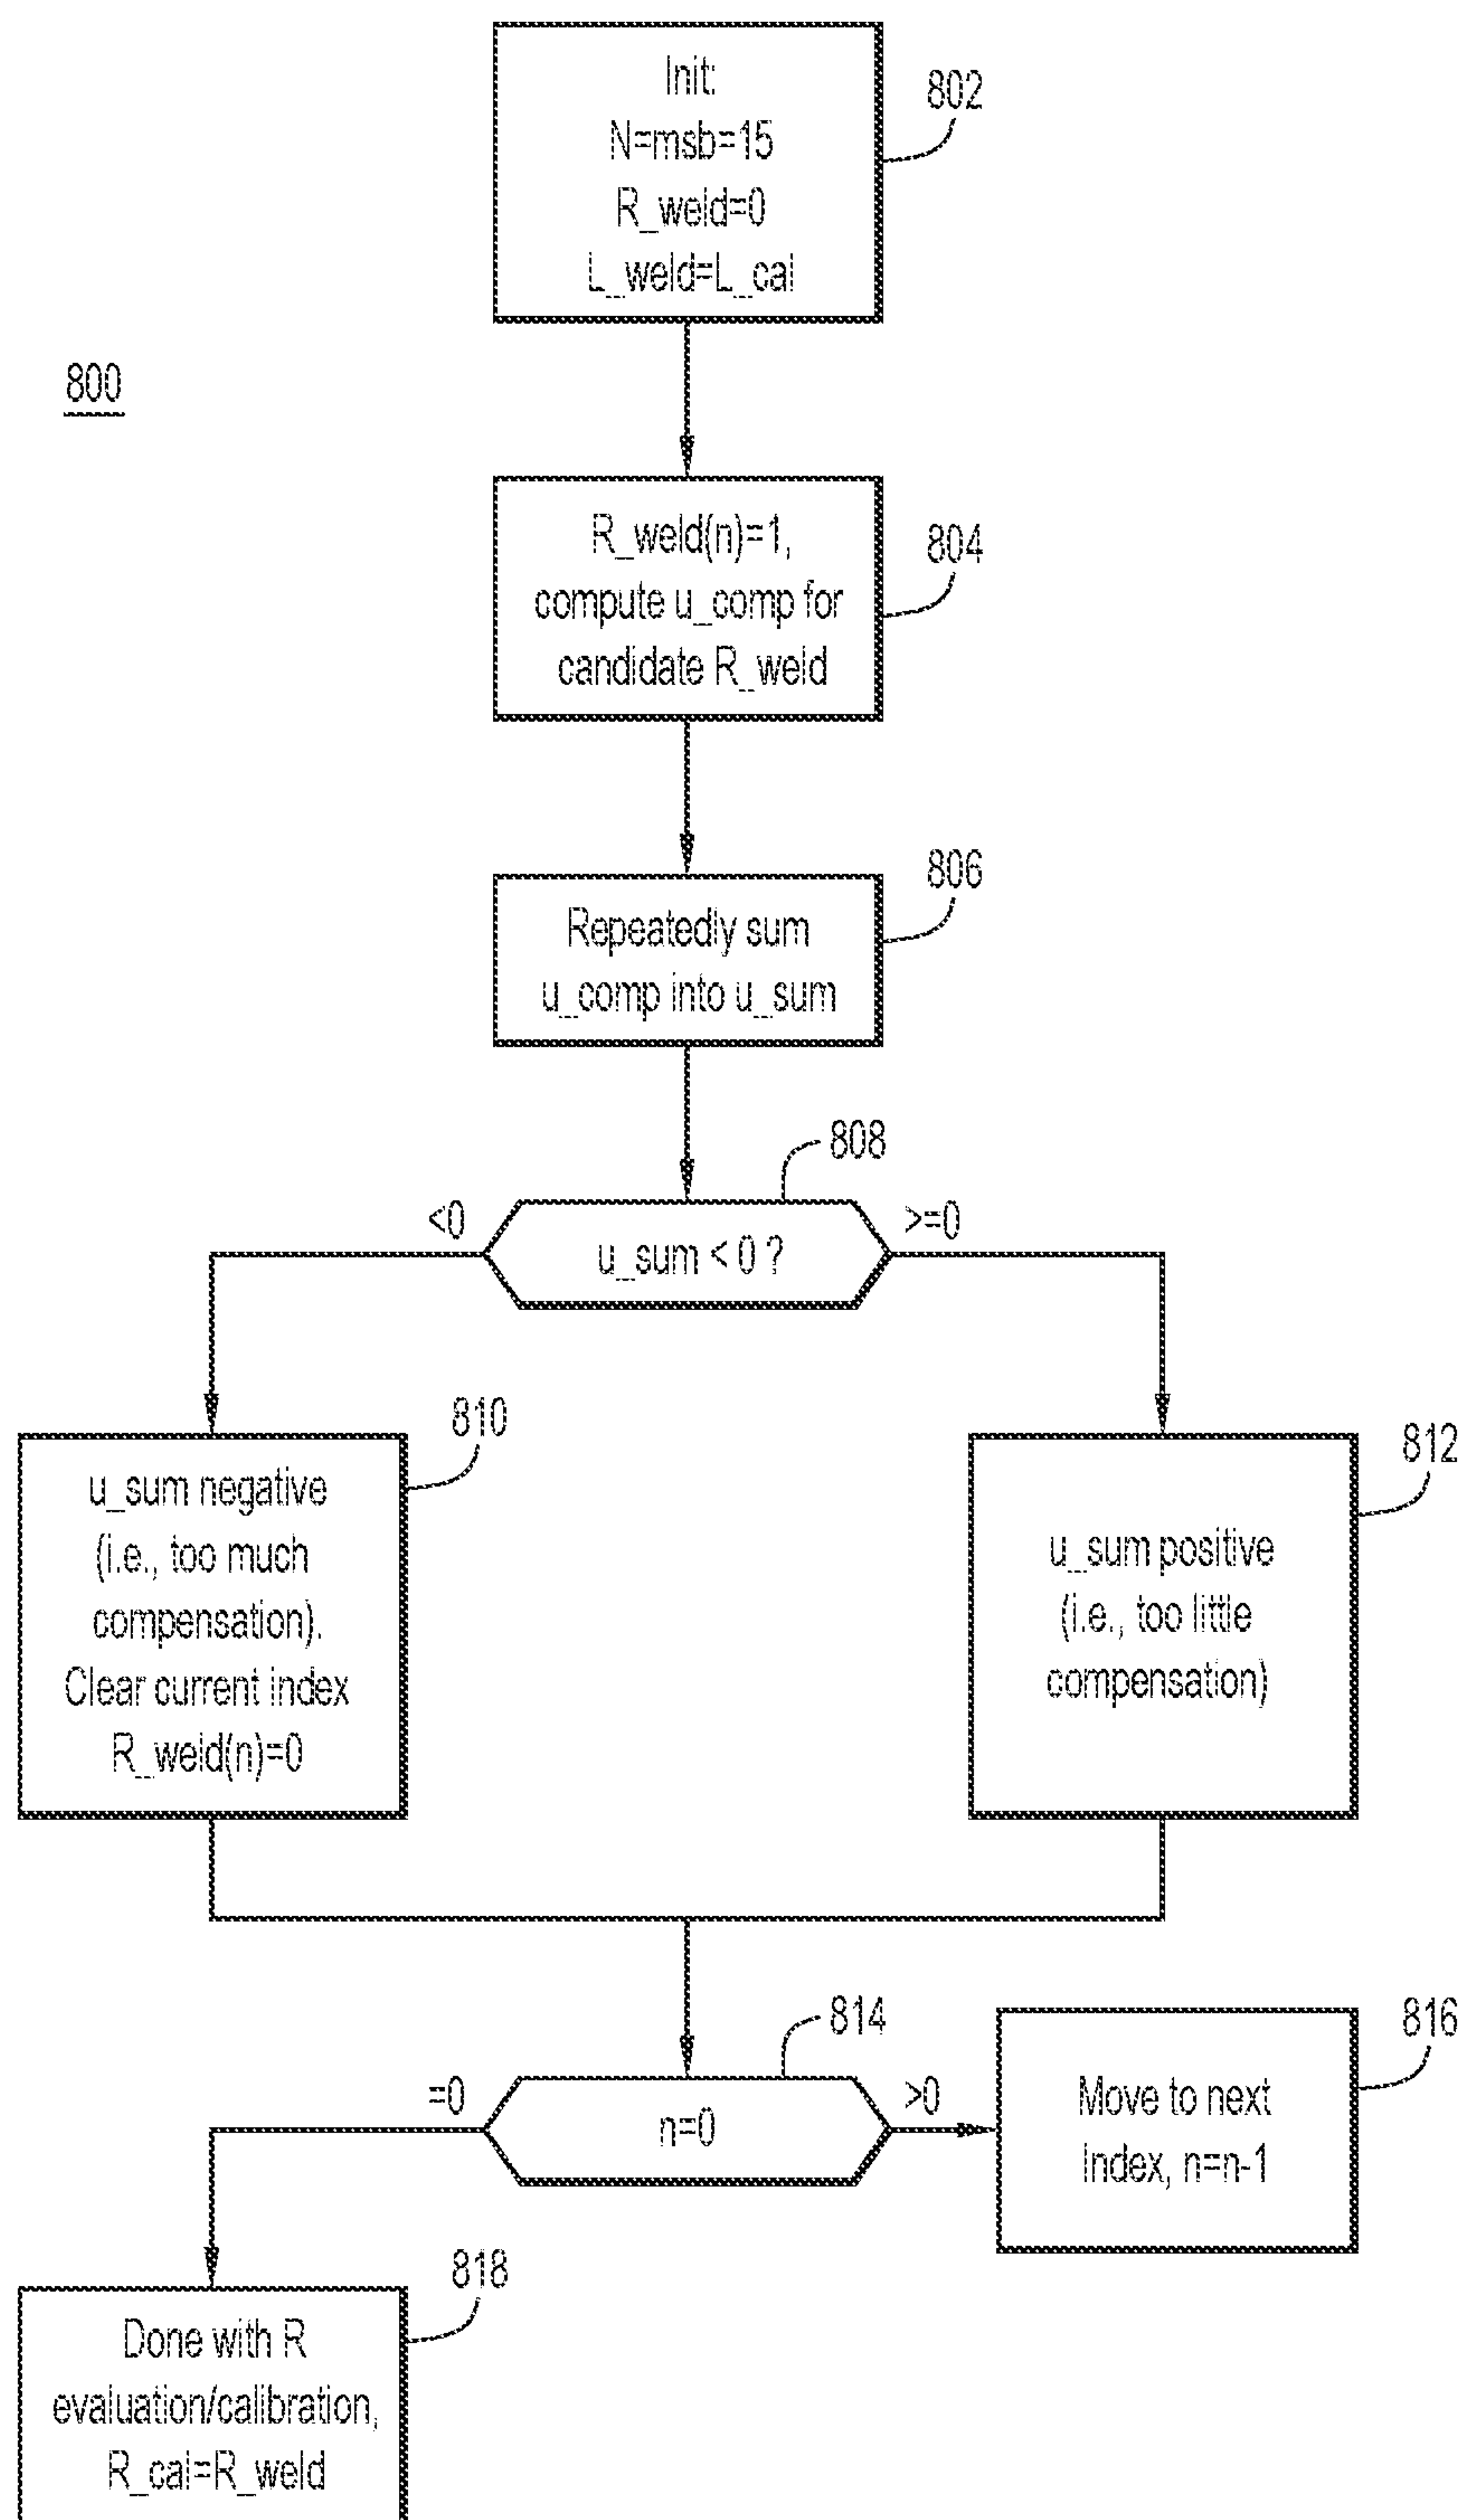 Init:
N=msb=15
R_weld=0
L_weld=L_cal
802
800
R_weld(n)=1,
compute u_comp for
candidate R_weld
804
Repeatedly sum
u_comp into u_sum
806
808
<0
u_sum < 0 ?
>=0
u_sum negative
(i.e., too much
compensation).
Clear current index
R_weld(n)=0
810
u_sum positive
(i.e., too little
compensation)
812
814
=0
n=0
>0
Move to next
index, n=n-1
816
Done with R
evaluation/calibration,
R_cal=R_weld
818